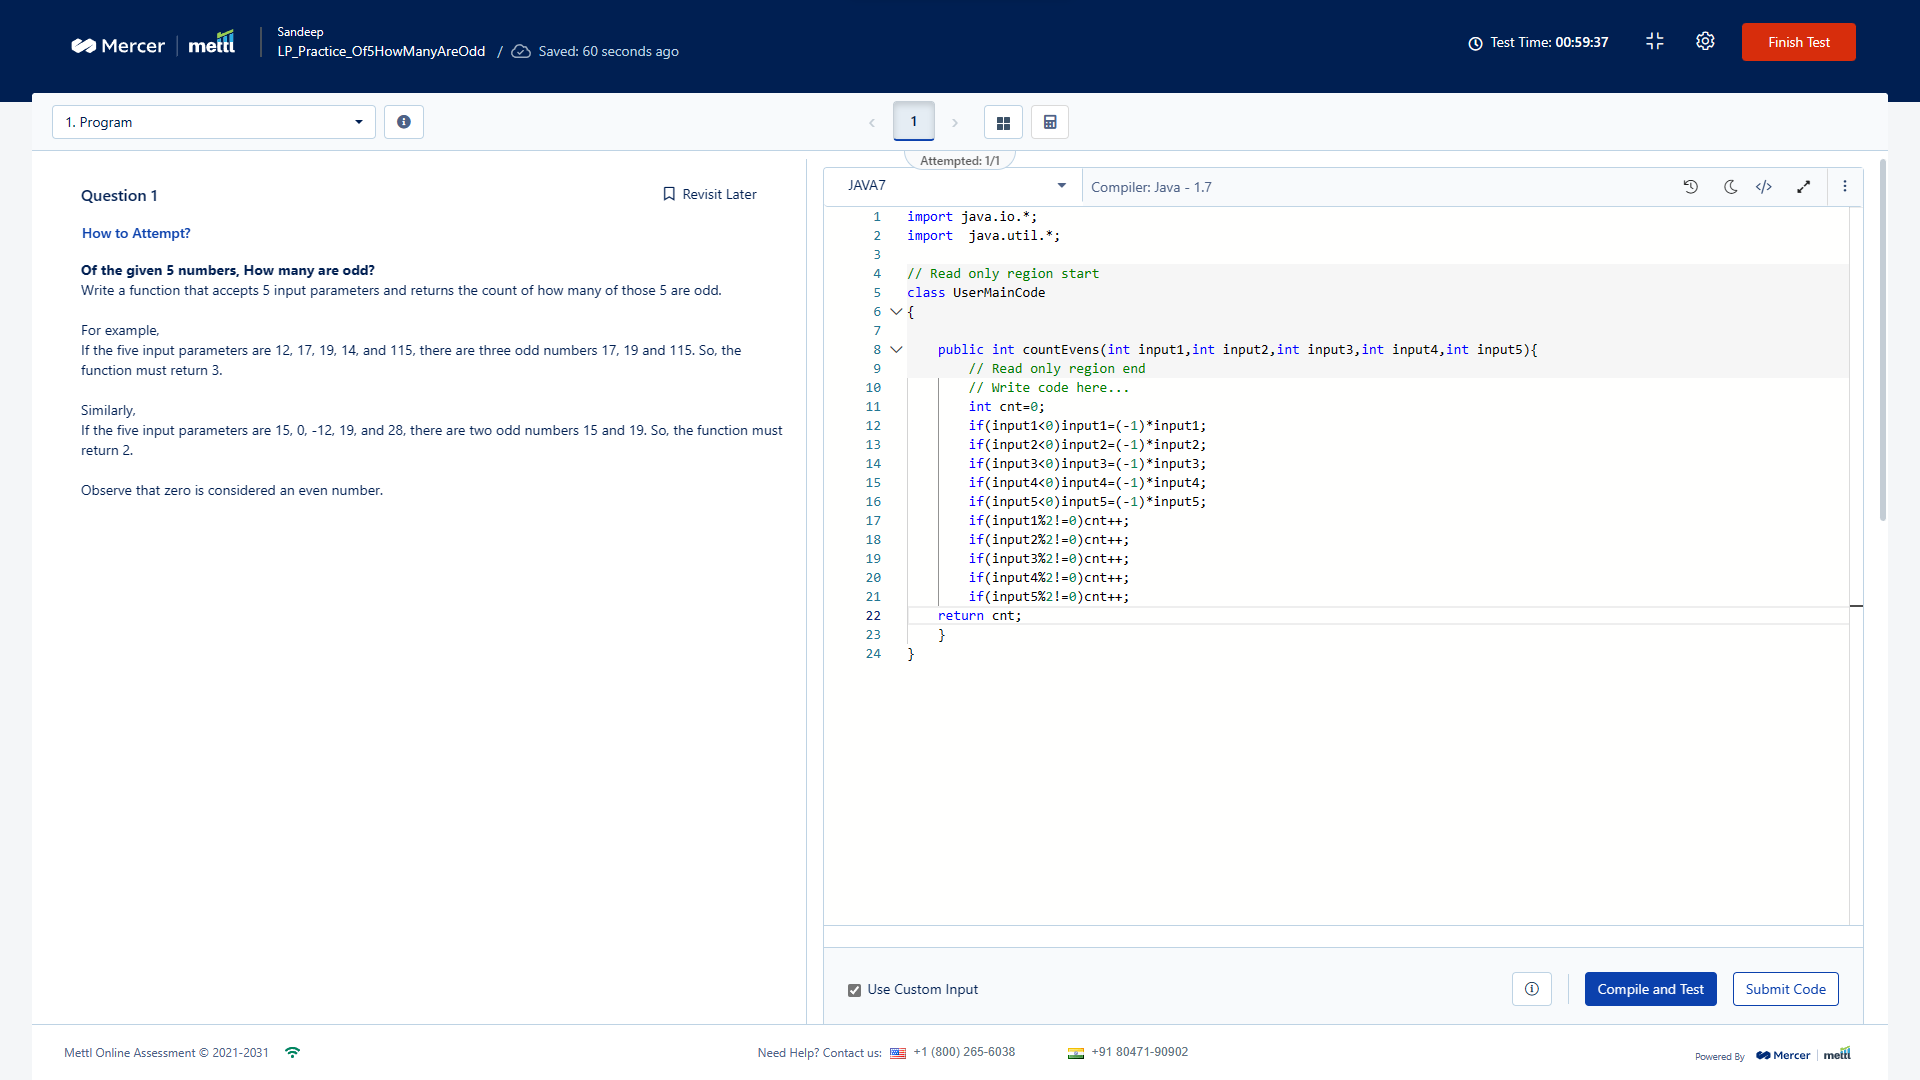 Mercer | mettl
Sandeep
LP_Practice_Of5HowManyAreOdd / Saved: 60 seconds ago
Test Time: 00:59:37
Finish Test
1. Program
1
Attempted: 1/1
Question 1
Revisit Later
How to Attempt?
Of the given 5 numbers, How many are odd?
Write a function that accepts 5 input parameters and returns the count of how many of those 5 are odd.
For example,
If the five input parameters are 12, 17, 19, 14, and 115, there are three odd numbers 17, 19 and 115. So, the
function must return 3.
Similarly,
If the five input parameters are 15, 0, -12, 19, and 28, there are two odd numbers 15 and 19. So, the function must
return 2.
Observe that zero is considered an even number.
JAVA7
Compiler: Java - 1.7
1 import java.io.*;
2 import  java.util.*;
3
4 // Read only region start
5 class UserMainCode
6 {
7
8     public int countEvens(int input1,int input2,int input3,int input4,int input5){
9         // Read only region end
10         // Write code here...
11         int cnt=0;
12         if(input1<0)input1=(-1)*input1;
13         if(input2<0)input2=(-1)*input2;
14         if(input3<0)input3=(-1)*input3;
15         if(input4<0)input4=(-1)*input4;
16         if(input5<0)input5=(-1)*input5;
17         if(input1%2!=0)cnt++;
18         if(input2%2!=0)cnt++;
19         if(input3%2!=0)cnt++;
20         if(input4%2!=0)cnt++;
21         if(input5%2!=0)cnt++;
22     return cnt;
23     }
24 }
Use Custom Input
Compile and Test
Submit Code
Mettl Online Assessment © 2021-2031
Need Help? Contact us: +1 (800) 265-6038
+91 80471-90902
Powered By Mercer | mettl